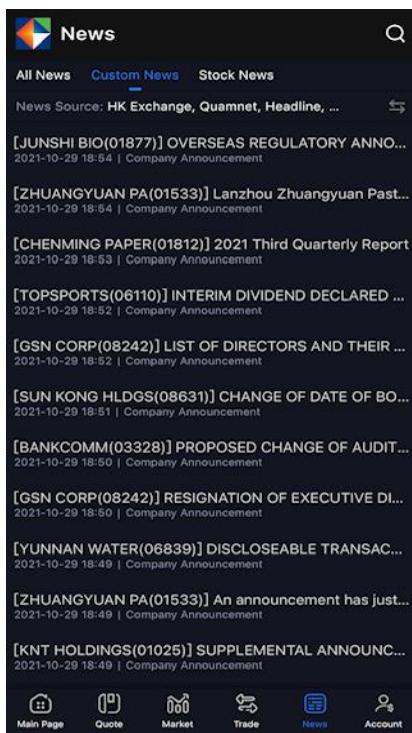 News
All News Custom News Stock News
News Source: HK Exchange, Quamnet, Headline, ...
[JUNSHI BIO(01877)] OVERSEAS REGULATORY ANNO...
2021-10-29 18:54 | Company Announcement
[ZHUANGYUAN PA(01533)] Lanzhou Zhuangyuan Past...
2021-10-29 18:54 | Company Announcement
[CHENMING PAPER(01812)] 2021 Third Quarterly Report
2021-10-29 18:53 | Company Announcement
[TOPSPORTS(06110)] INTERIM DIVIDEND DECLARED ...
2021-10-29 18:52 | Company Announcement
[GSN CORP(08242)] LIST OF DIRECTORS AND THEIR ...
2021-10-29 18:52 | Company Announcement
[SUN KONG HLDGS(08631)] CHANGE OF DATE OF BO...
2021-10-29 18:51 | Company Announcement
[BANKCOMM(03328)] PROPOSED CHANGE OF AUDIT...
2021-10-29 18:50 | Company Announcement
[GSN CORP(08242)] RESIGNATION OF EXECUTIVE DI...
2021-10-29 18:50 | Company Announcement
[YUNNAN WATER(06839)] DISCLOSEABLE TRANSAC...
2021-10-29 18:49 | Company Announcement
[ZHUANGYUAN PA(01533)] An announcement has just...
2021-10-29 18:49 | Company Announcement
[KNT HOLDINGS(01025)] SUPPLEMENTAL ANNOUNC...
2021-10-29 18:49 | Company Announcement
Main Page Quote Market Trade News Account